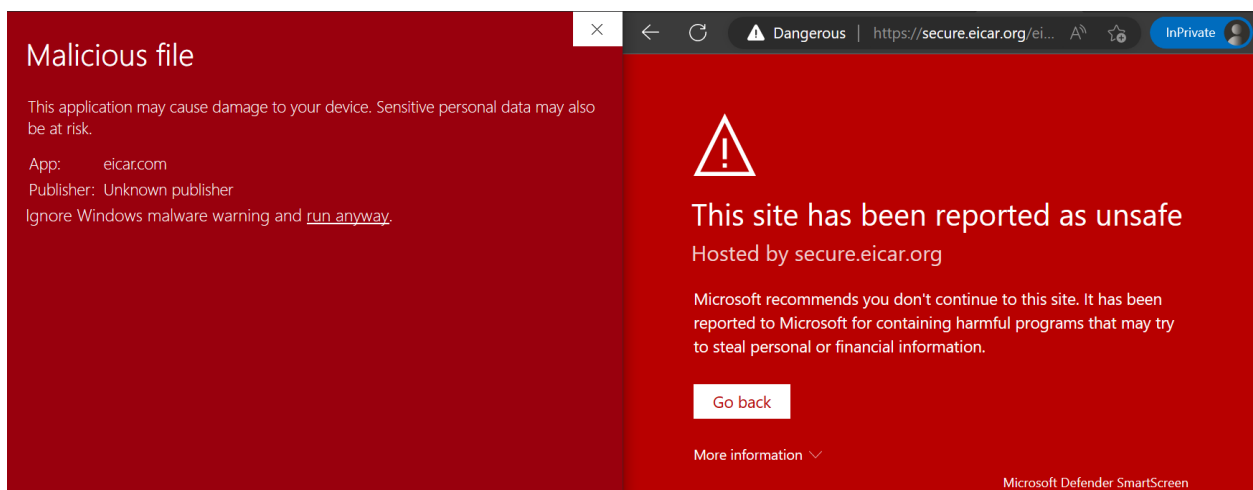 Malicious file
This application may cause damage to your device. Sensitive personal data may also
be at risk.
App: eicar.com
Publisher: Unknown publisher
Ignore Windows malware warning and run anyway.
Dangerous | https://secure.eicar.org/ei... A InPrivate
This site has been reported as unsafe
Hosted by secure.eicar.org
Microsoft recommends you don't continue to this site. It has been
reported to Microsoft for containing harmful programs that may try
to steal personal or financial information.
Go back
More information
Microsoft Defender SmartScreen